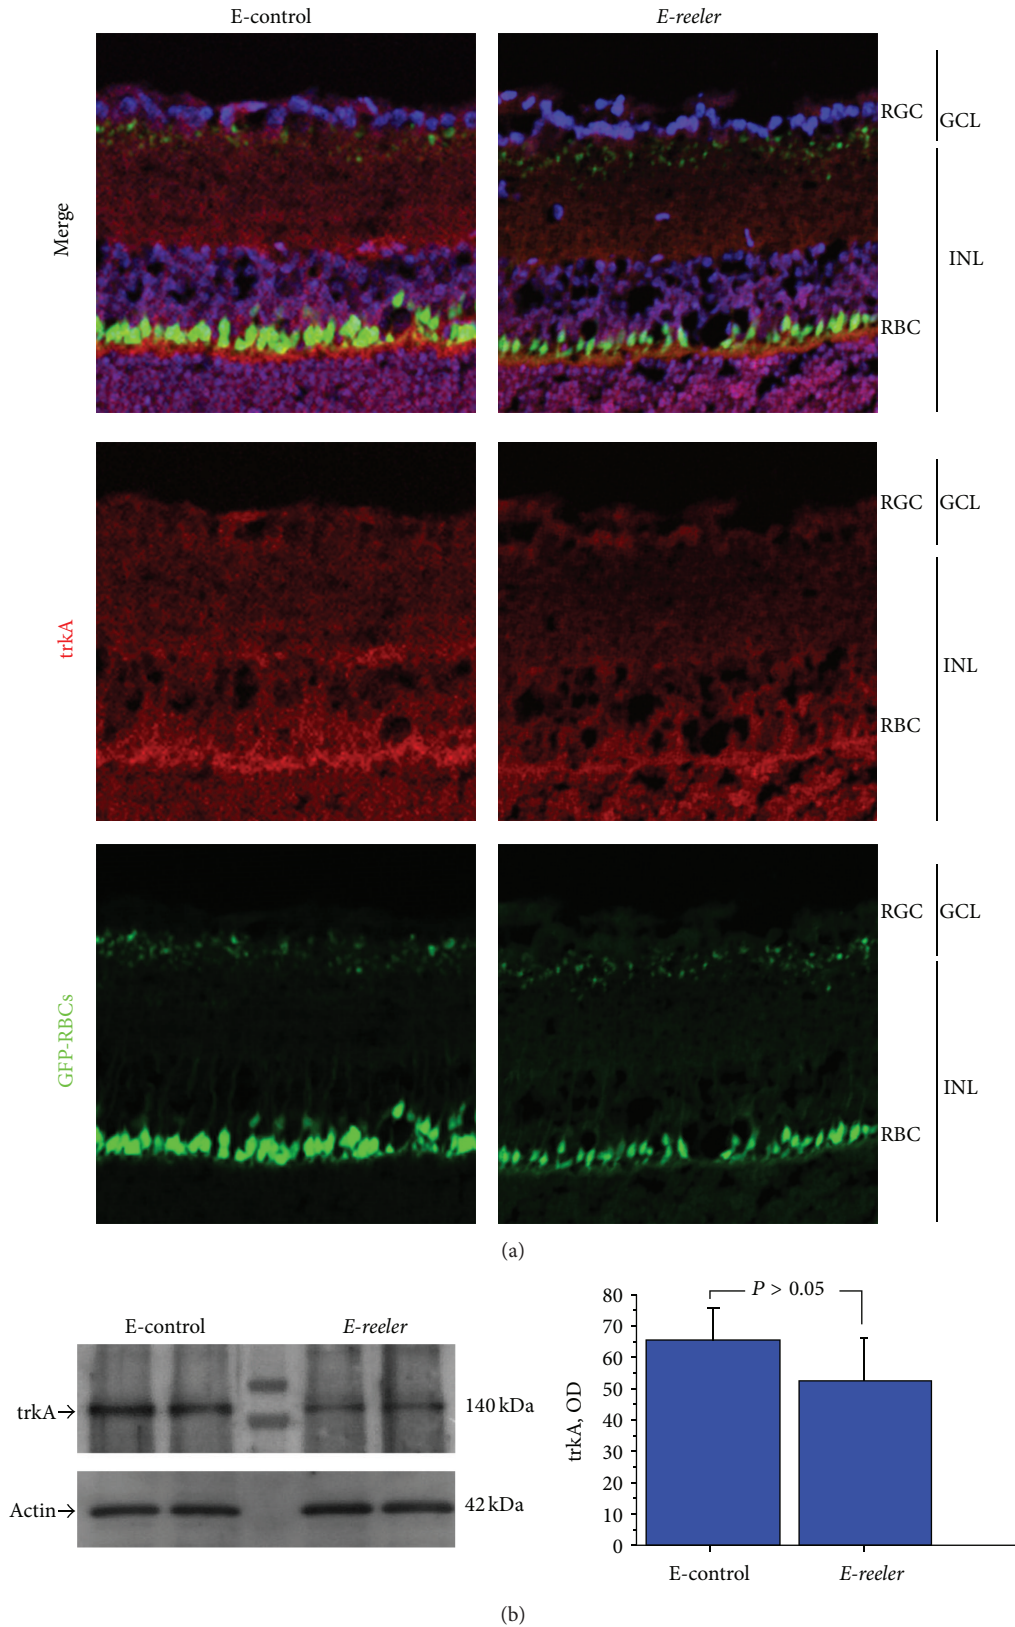 E-control
E-reeler
Merge
RGC
GCL
INL
RBC
trkA
RGC
GCL
INL
RBC
GFP-RBCs
RGC
GCL
INL
RBC
(a)
E-control
E-reeler
trkA→
140 kDa
Actin→
42 kDa
P > 0.05
trkA, OD
80
70
60
50
40
30
20
10
0
E-control
E-reeler
(b)